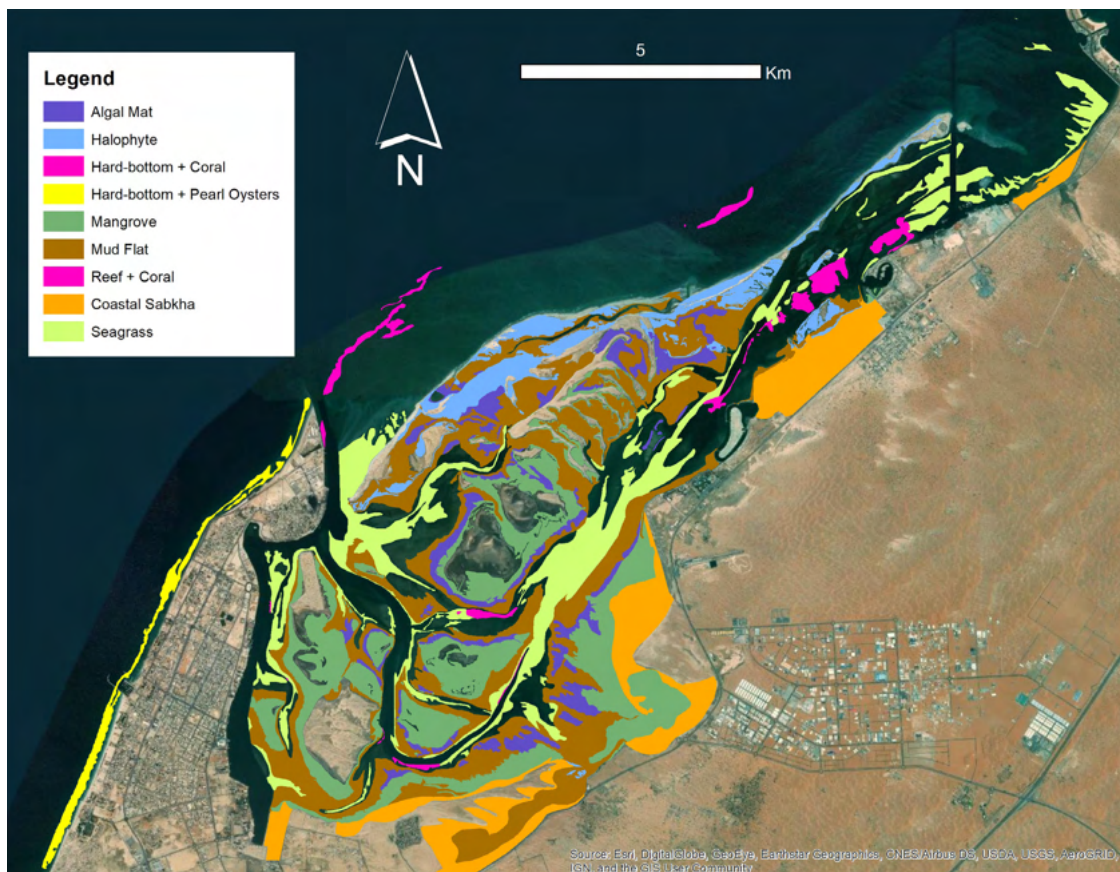 5
Km
N
Legend
Algal Mat
Halophyte
Hard-bottom + Coral
Hard-bottom + Pearl Oysters
Mangrove
Mud Flat
Reef + Coral
Coastal Sabkha
Seagrass
Source: Esri, DigitalGlobe, GeoEye, Earthstar Geographics, CNES/Airbus DS, USDA, USGS, AeroGRID,
IGN, and the GIS User Community